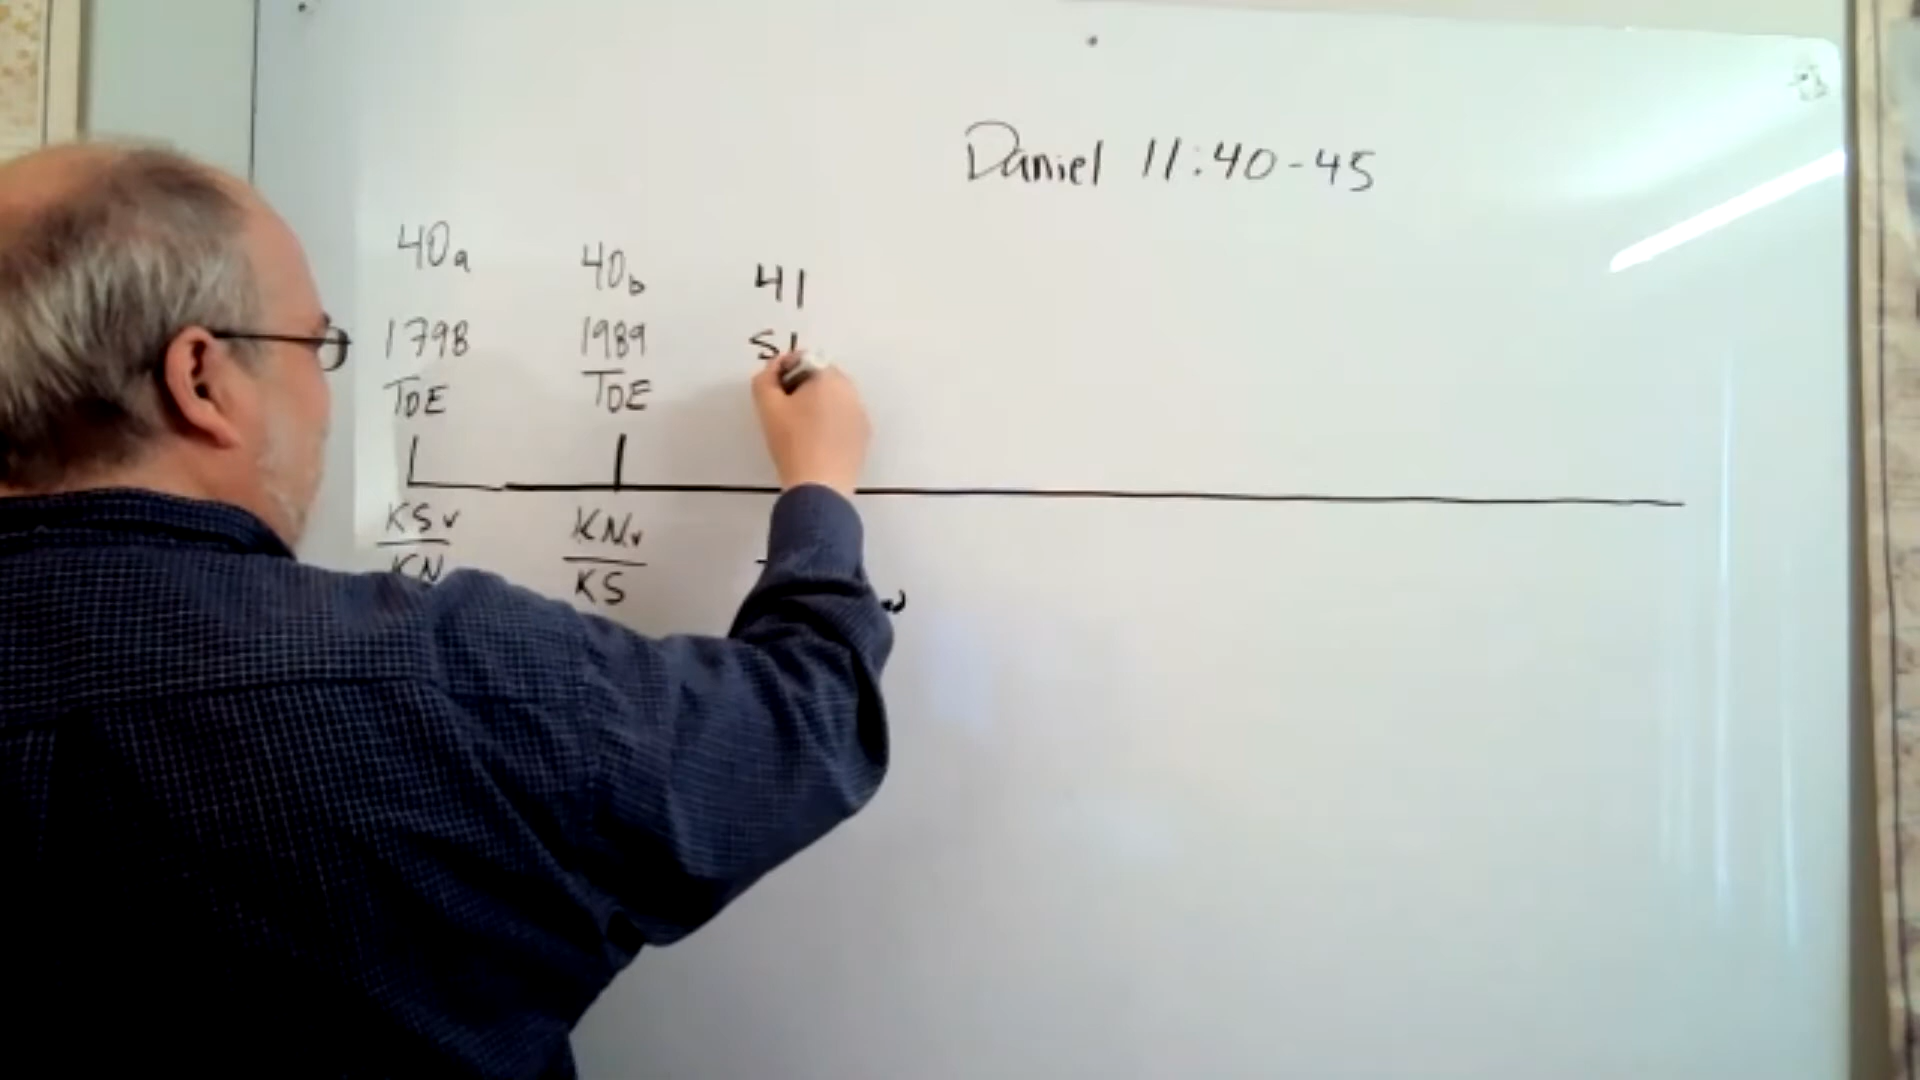 Daniel 11:40-45
40a 40b 41
1798 1989
TOE TOE
KSv KNv
KN KS